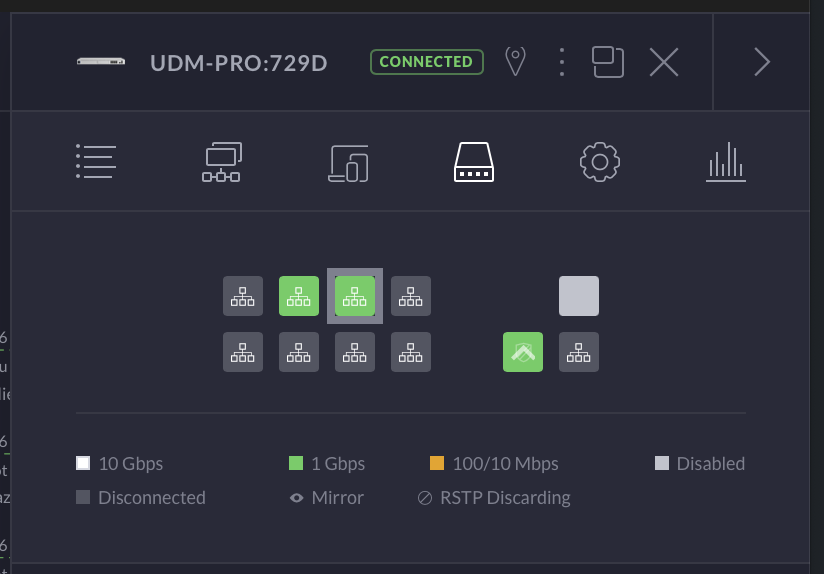 UDM-PRO:729D
CONNECTED
10 Gbps
1 Gbps
100/10 Mbps
Disabled
Disconnected
Mirror
RSTP Discarding